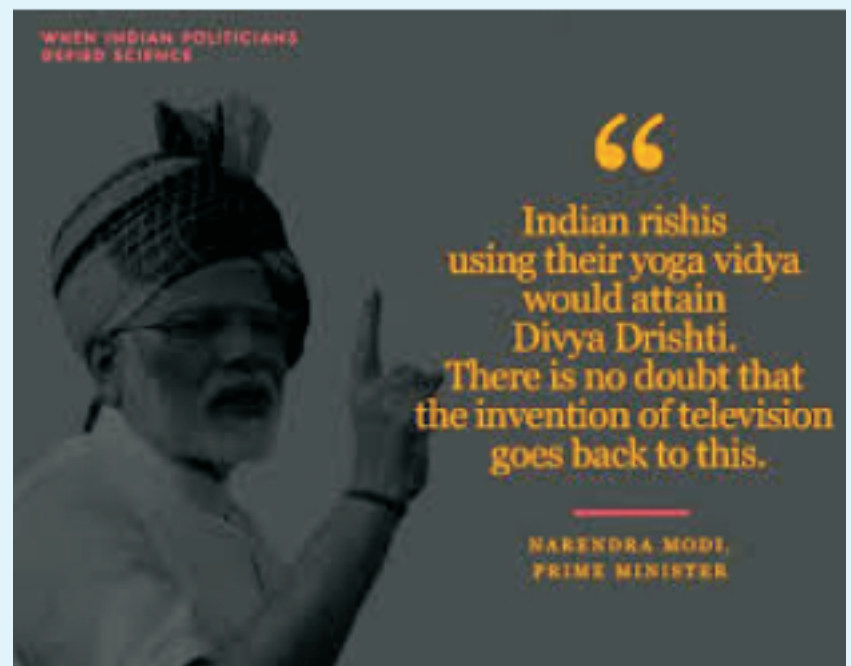 WHEN INDIAN POLITICIANS
DEFIED SCIENCE
“
Indian rishis
using their yoga vidya
would attain
Divya Drishti.
There is no doubt that
the invention of television
goes back to this.
NARENDRA MODI,
PRIME MINISTER